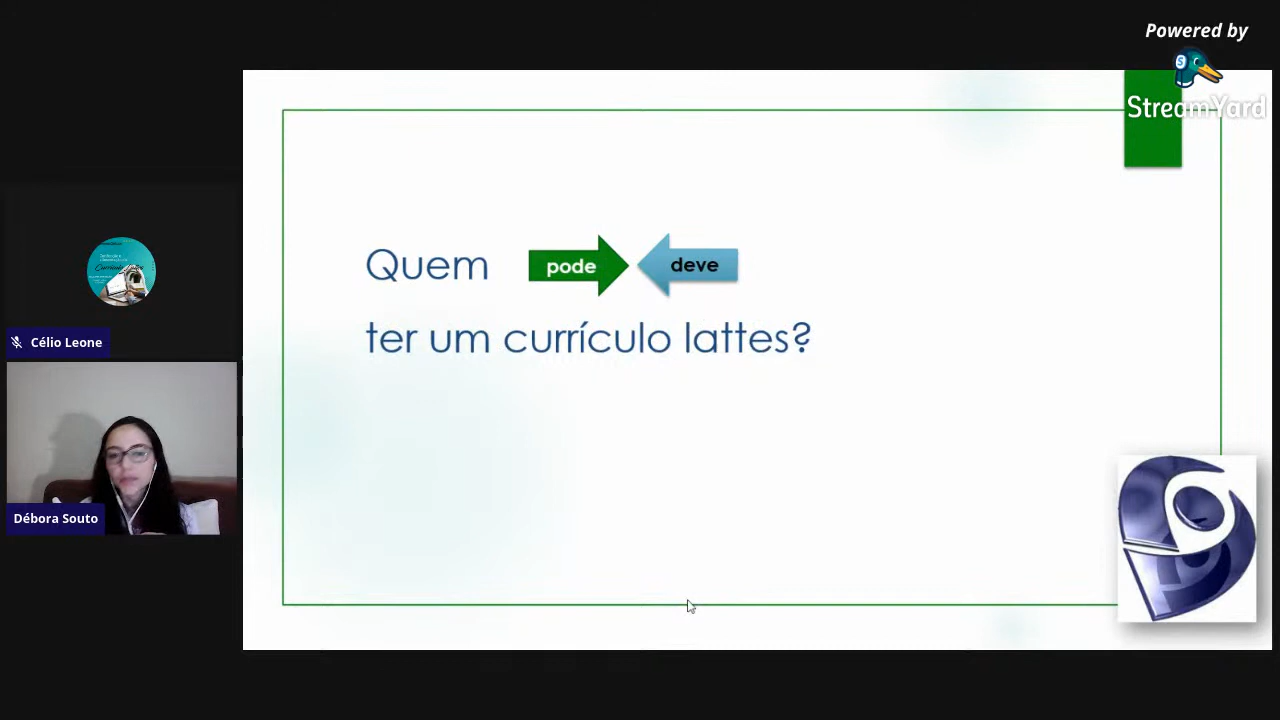 Powered by
StreamYard
Quem pode deve
ter um currículo lattes?
Célio Leone
Débora Souto